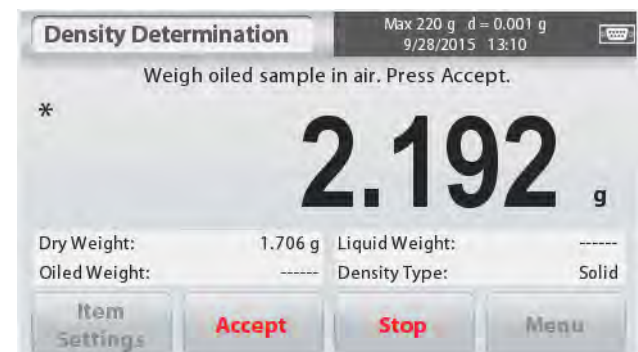 Density Determination
Max 220 g d = 0.001 g
9/28/2015 13:10
Weigh oiled sample in air. Press Accept.
*
2.192 g
Dry Weight: 1.706 g Liquid Weight: ------
Oiled Weight: ------ Density Type: Solid
Item Settings
Accept
Stop
Menu